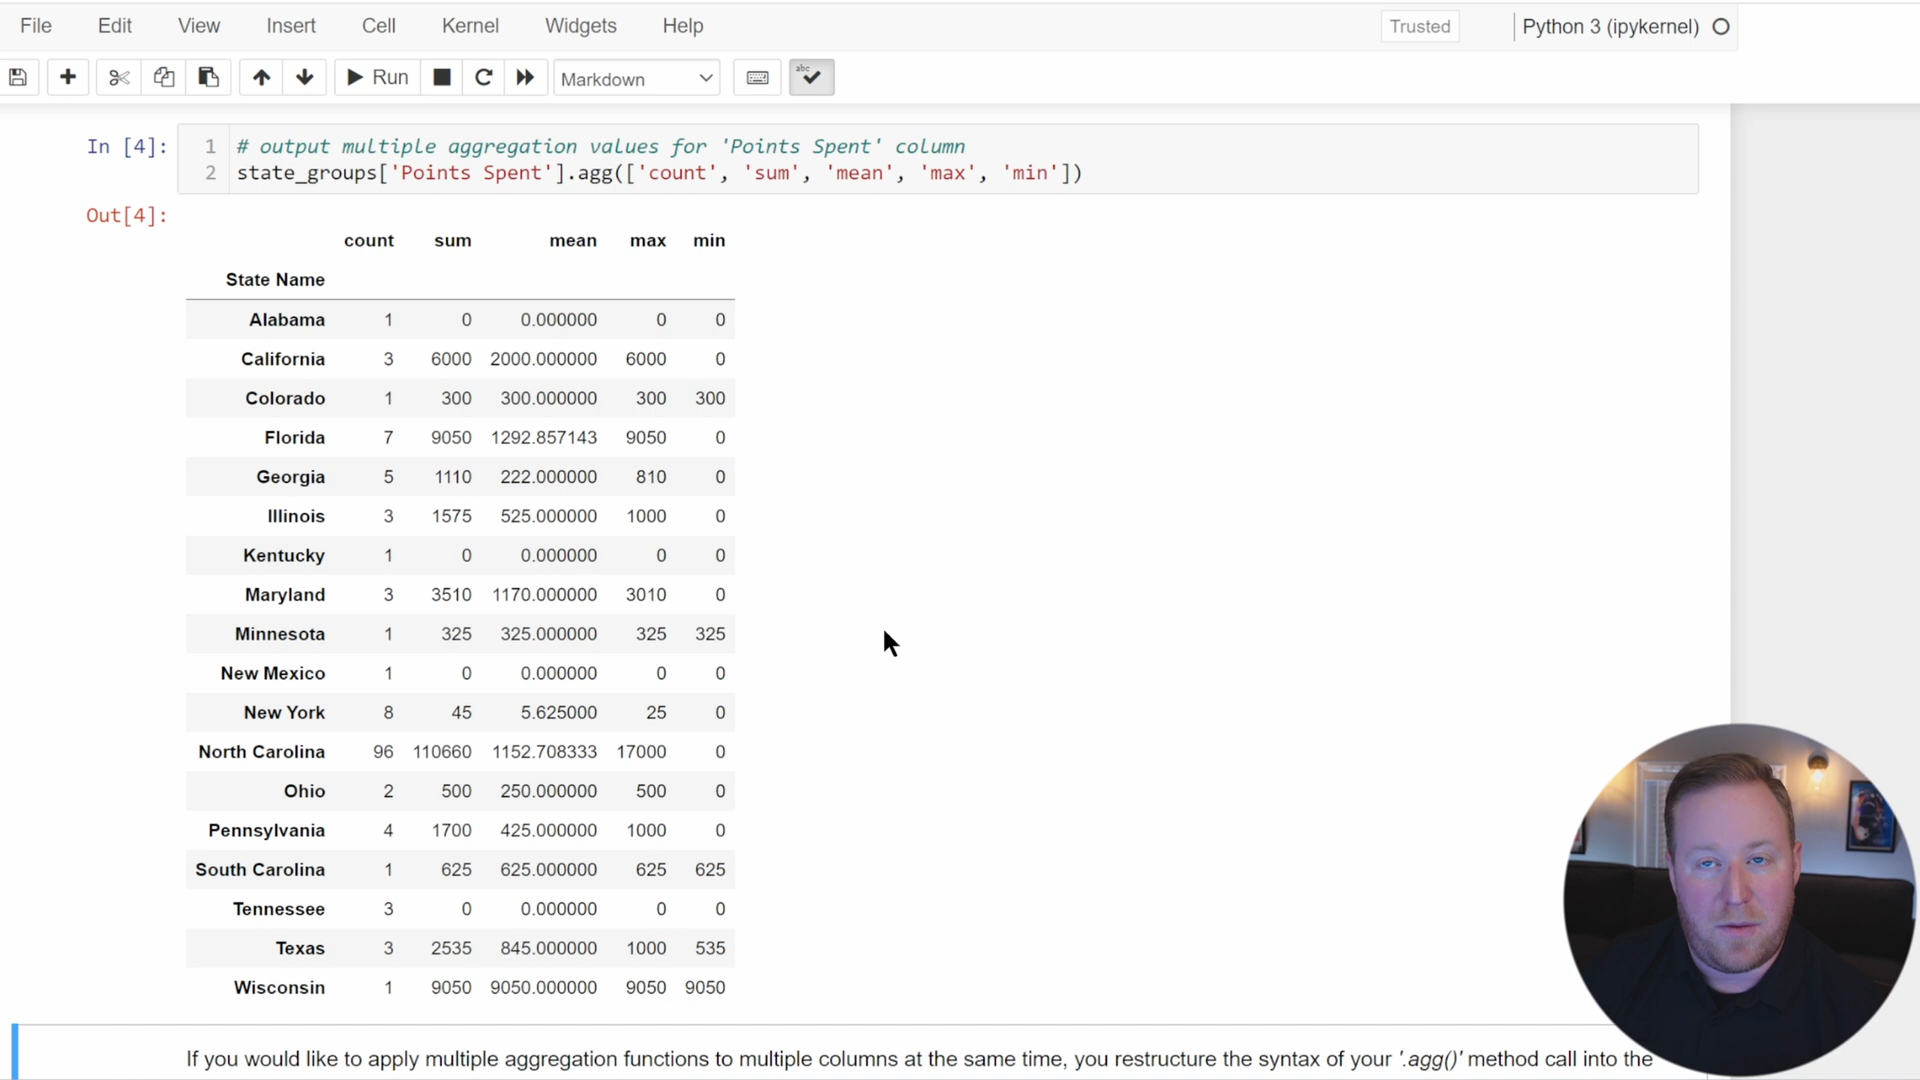 File Edit View Insert Cell Kernel Widgets Help Trusted Python 3 (ipykernel)
Run Markdown abc
In [4]: 1 # output multiple aggregation values for 'Points Spent' column
2 state_groups['Points Spent'].agg(['count', 'sum', 'mean', 'max', 'min'])
Out[4]:
count sum mean max min
State Name
Alabama 1 0 0.000000 0 0
California 3 6000 2000.000000 6000 0
Colorado 1 300 300.000000 300 300
Florida 7 9050 1292.857143 9050 0
Georgia 5 1110 222.000000 810 0
Illinois 3 1575 525.000000 1000 0
Kentucky 1 0 0.000000 0 0
Maryland 3 3510 1170.000000 3010 0
Minnesota 1 325 325.000000 325 325
New Mexico 1 0 0.000000 0 0
New York 8 45 5.625000 25 0
North Carolina 96 110660 1152.708333 17000 0
Ohio 2 500 250.000000 500 0
Pennsylvania 4 1700 425.000000 1000 0
South Carolina 1 625 625.000000 625 625
Tennessee 3 0 0.000000 0 0
Texas 3 2535 845.000000 1000 535
Wisconsin 1 9050 9050.000000 9050 9050
If you would like to apply multiple aggregation functions to multiple columns at the same time, you restructure the syntax of your '.agg()' method call into the